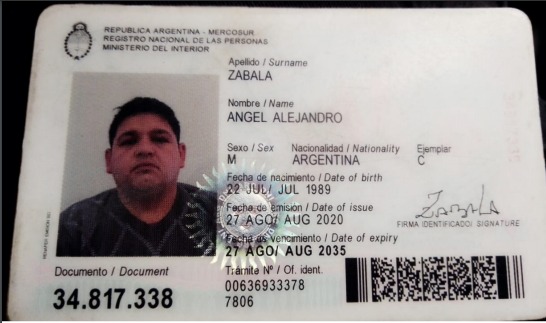 REPUBLICA ARGENTINA - MERCOSUR
REGISTRO NACIONAL DE LAS PERSONAS
MINISTERIO DEL INTERIOR
Apellido / Surname
ZABALA
Nombre / Name
ANGEL ALEJANDRO
Sexo / Sex Nacionalidad / Nationality Ejemplar
M ARGENTINA C
Fecha de nacimiento / Date of birth
22 JUL/ JUL 1989
Fecha de emisión / Date of issue
27 AGO/ AUG 2020
Fecha de vencimiento / Date of expiry
27 AGO/ AUG 2035
Zabala
FIRMA IDENTIFICADO/ SIGNATURE
Documento / Document
34.817.338
Trámite Nº / Of. ident.
00636933378
7806